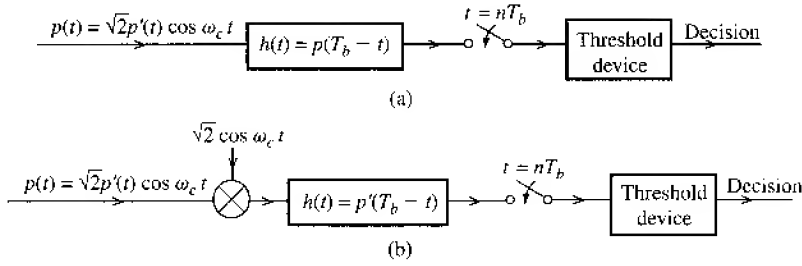 p(t) = √2p′(t) cos ω_c t
h(t) = p(T_b − t)
t = nT_b
Threshold
device
Decision
(a)
√2 cos ω_c t
p(t) = √2p′(t) cos ω_c t
h(t) = p′(T_b − t)
t = nT_b
Threshold
device
Decision
(b)